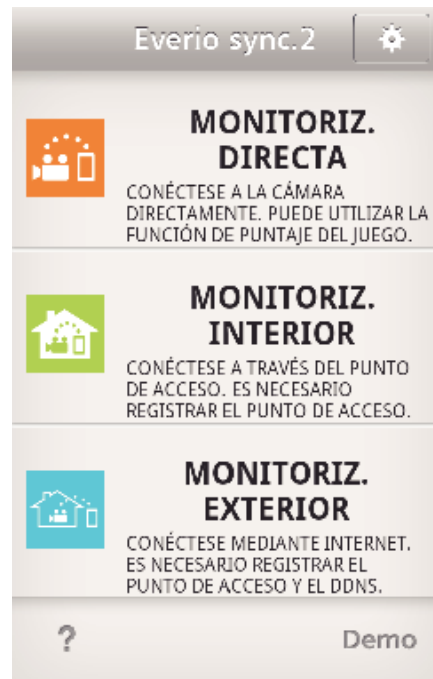 Everio sync.2
MONITORIZ.
DIRECTA
CONÉCTESE A LA CÁMARA
DIRECTAMENTE. PUEDE UTILIZAR LA
FUNCIÓN DE PUNTAJE DEL JUEGO.
MONITORIZ.
INTERIOR
CONÉCTESE A TRAVÉS DEL PUNTO
DE ACCESO. ES NECESARIO
REGISTRAR EL PUNTO DE ACCESO.
MONITORIZ.
EXTERIOR
CONÉCTESE MEDIANTE INTERNET.
ES NECESARIO REGISTRAR EL
PUNTO DE ACCESO Y EL DDNS.
? Demo